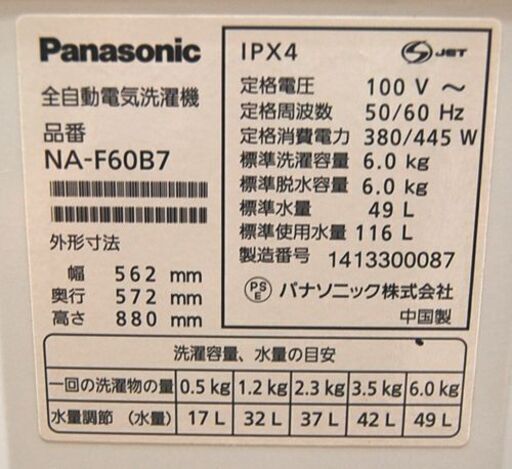 Panasonic
全自動電気洗濯機
品番
NA-F60B7
外形寸法
幅 562 mm
奥行 572 mm
高さ 880 mm
IPX4 S JET
定格電圧 100 V ～
定格周波数 50/60 Hz
定格消費電力 380/445 W
標準洗濯容量 6.0 kg
標準脱水容量 6.0 kg
標準水量 49 L
標準使用水量 116 L
製造番号 1413300087
PSE パナソニック株式会社
中国製
洗濯容量、水量の目安
一回の洗濯物の量 0.5 kg 1.2 kg 2.3 kg 3.5 kg 6.0 kg
水量調節 （水量） 17 L 32 L 37 L 42 L 49 L